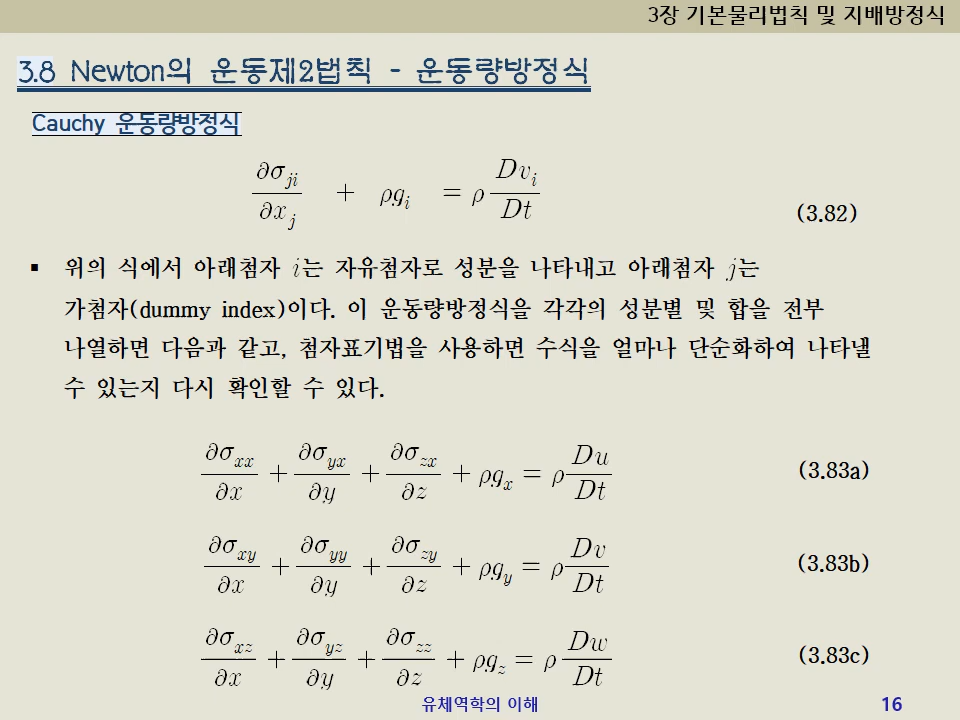 3장 기본물리법칙 및 지배방정식
3.8 Newton의 운동제2법칙 - 운동량방정식
Cauchy 운동량방정식
∂σ_ji/∂x_j + ρg_i = ρ Dv_i/Dt (3.82)
▪ 위의 식에서 아래첨자 i는 자유첨자로 성분을 나타내고 아래첨자 j는
가첨자(dummy index)이다. 이 운동량방정식을 각각의 성분별 및 합을 전부
나열하면 다음과 같고, 첨자표기법을 사용하면 수식을 얼마나 단순화하여 나타낼
수 있는지 다시 확인할 수 있다.
∂σ_xx/∂x + ∂σ_yx/∂y + ∂σ_zx/∂z + ρg_x = ρ Du/Dt (3.83a)
∂σ_xy/∂x + ∂σ_yy/∂y + ∂σ_zy/∂z + ρg_y = ρ Dv/Dt (3.83b)
∂σ_xz/∂x + ∂σ_yz/∂y + ∂σ_zz/∂z + ρg_z = ρ Dw/Dt (3.83c)
유체역학의 이해 16